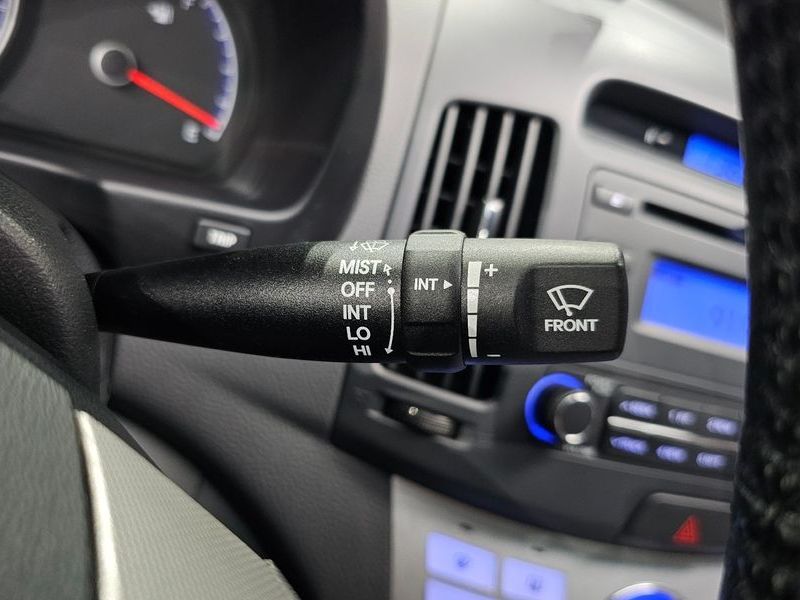 E
TRIP
MIST
OFF
INT
LO
HI
INT
+
-
FRONT